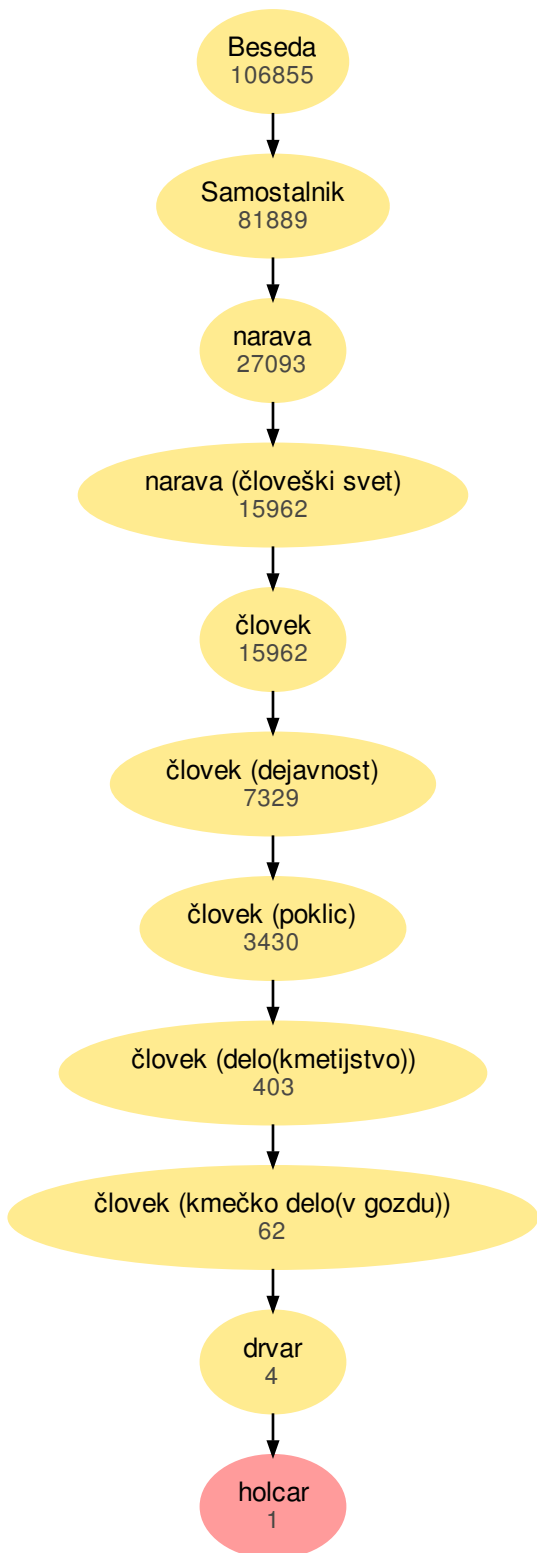 Beseda
106855
Samostalnik
81889
narava
27093
narava (človeški svet)
15962
človek
15962
človek (dejavnost)
7329
človek (poklic)
3430
človek (delo(kmetijstvo))
403
človek (kmečko delo(v gozdu))
62
drvar
4
holcar
1